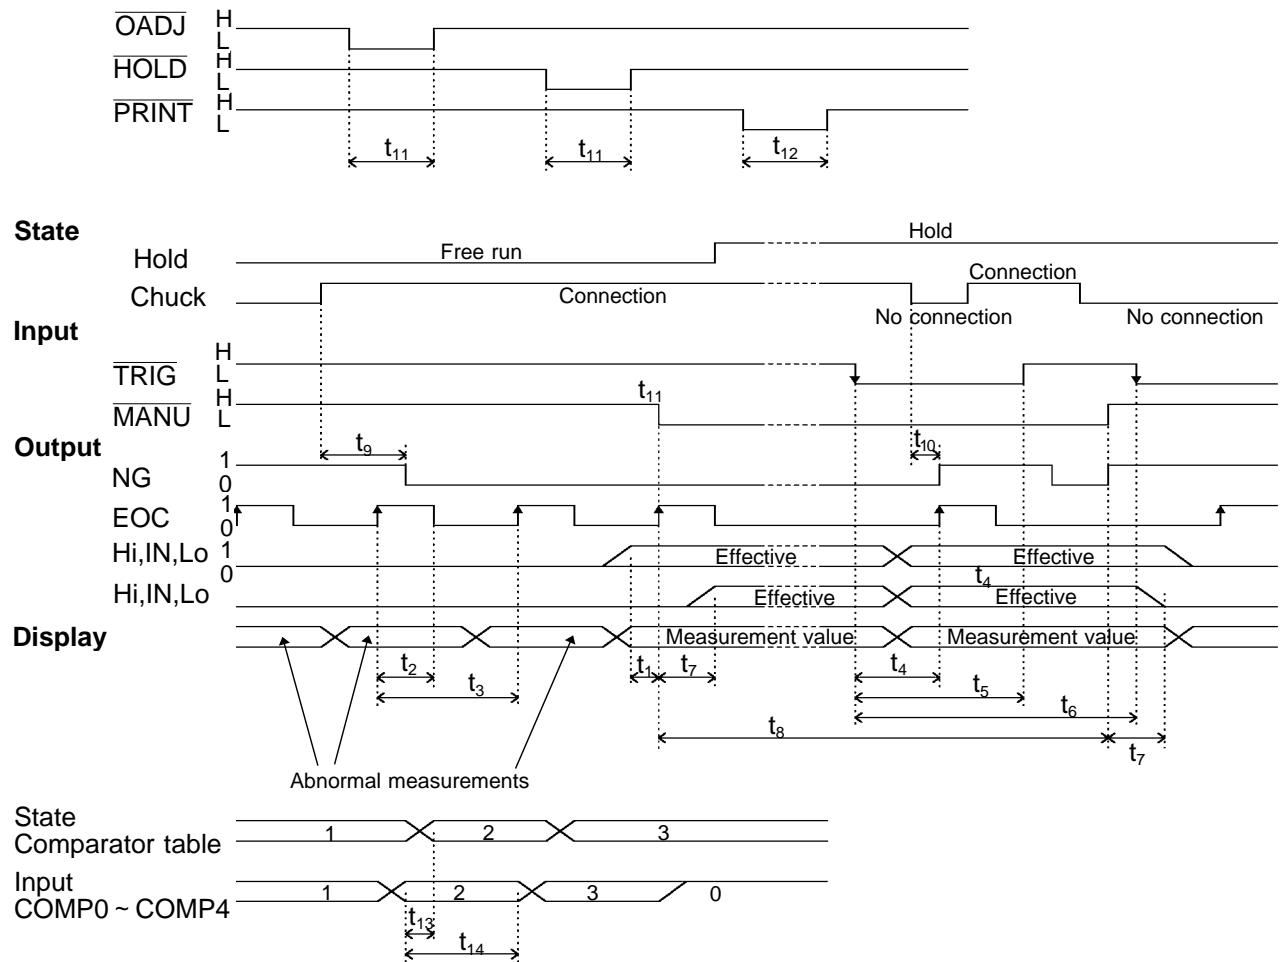 OADJ H
L
HOLD H
L
PRINT H
L
t11 t11 t12
State
Hold Free run Hold
Chuck Connection No connection Connection No connection
Input
TRIG H
L
MANU H
L
t11
Output
t9 t10
NG 1
0
EOC 1
0
Hi,IN,Lo 1
0
Effective Effective
t4
Hi,IN,Lo Effective Effective
Display Measurement value Measurement value
t2 t1 t7 t4
t3 t5
t6
t8 t7
Abnormal measurements
State
Comparator table 1 2 3
Input
COMP0 ~ COMP4 1 2 3 0
t13
t14